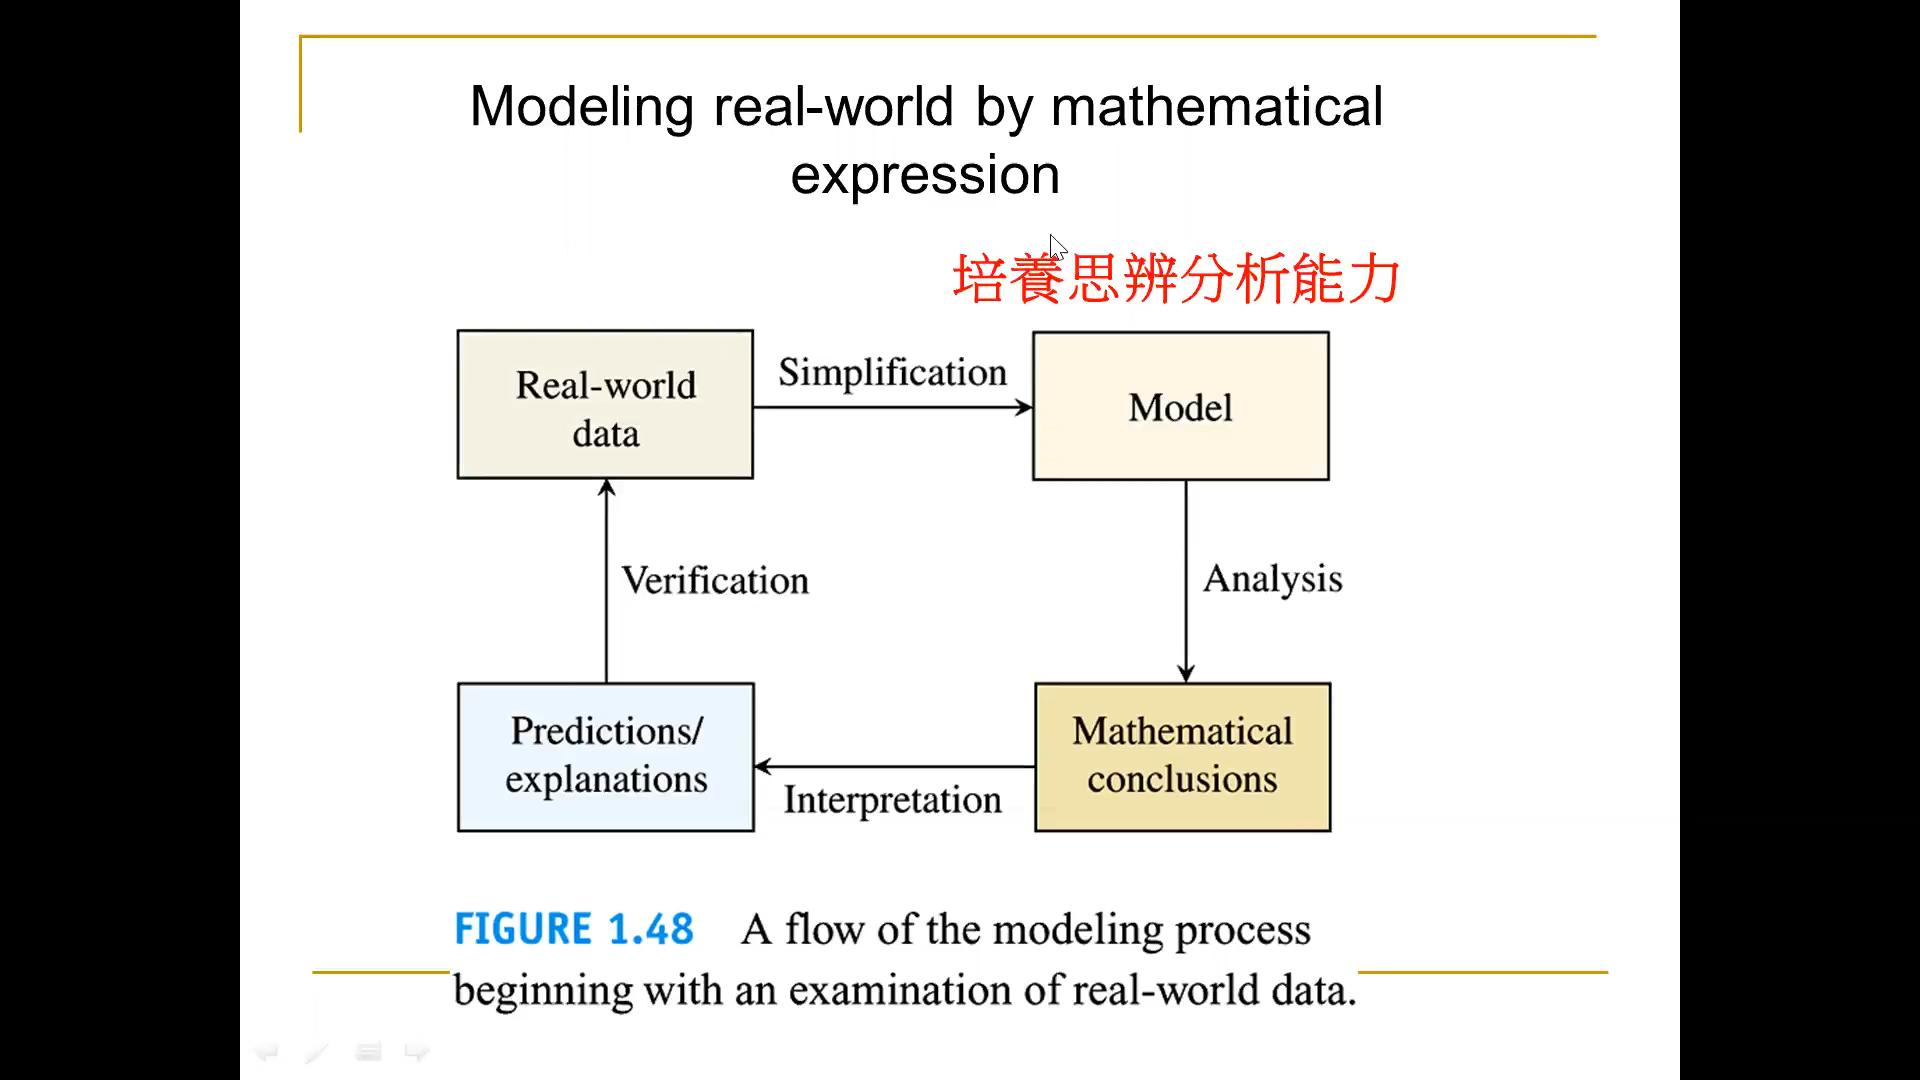 Modeling real-world by mathematical
expression
培養思辨分析能力
Real-world
data
Simplification
Model
Verification
Analysis
Predictions/
explanations
Interpretation
Mathematical
conclusions
FIGURE 1.48 A flow of the modeling process
beginning with an examination of real-world data.